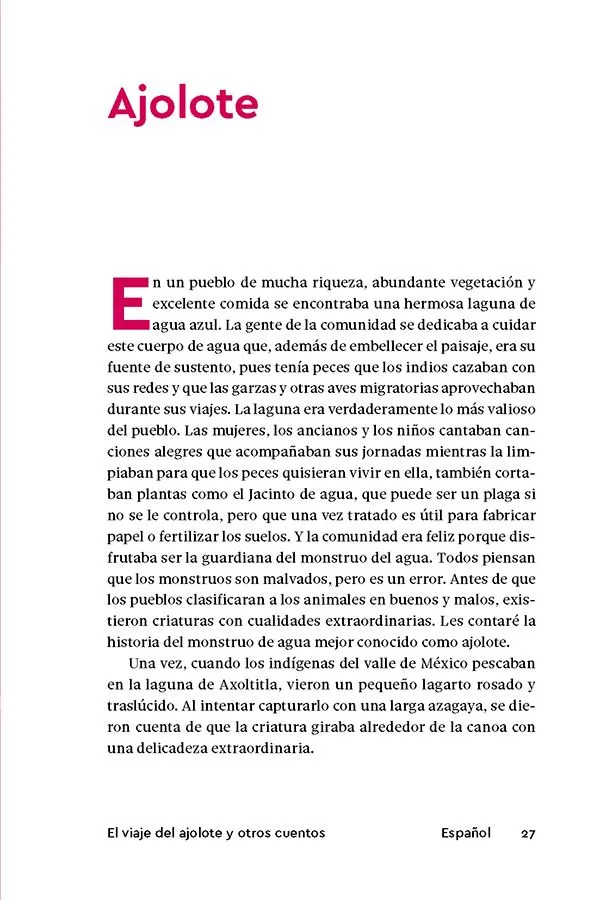 Ajolote
En un pueblo de mucha riqueza, abundante vegetación y
excelente comida se encontraba una hermosa laguna de
agua azul. La gente de la comunidad se dedicaba a cuidar
este cuerpo de agua que, además de embellecer el paisaje, era su
fuente de sustento, pues tenía peces que los indios cazaban con
sus redes y que las garzas y otras aves migratorias aprovechaban
durante sus viajes. La laguna era verdaderamente lo más valioso
del pueblo. Las mujeres, los ancianos y los niños cantaban can-
ciones alegres que acompañaban sus jornadas mientras la lim-
piaban para que los peces quisieran vivir en ella, también corta-
ban plantas como el Jacinto de agua, que puede ser un plaga si
no se le controla, pero que una vez tratado es útil para fabricar
papel o fertilizar los suelos. Y la comunidad era feliz porque dis-
frutaba ser la guardiana del monstruo del agua. Todos piensan
que los monstruos son malvados, pero es un error. Antes de que
los pueblos clasificaran a los animales en buenos y malos, exis-
tieron criaturas con cualidades extraordinarias. Les contaré la
historia del monstruo de agua mejor conocido como ajolote.
Una vez, cuando los indígenas del valle de México pescaban
en la laguna de Axoltitla, vieron un pequeño lagarto rosado y
traslúcido. Al intentar capturarlo con una larga azagaya, se die-
ron cuenta de que la criatura giraba alrededor de la canoa con
una delicadeza extraordinaria.
El viaje del ajolote y otros cuentos Español 27